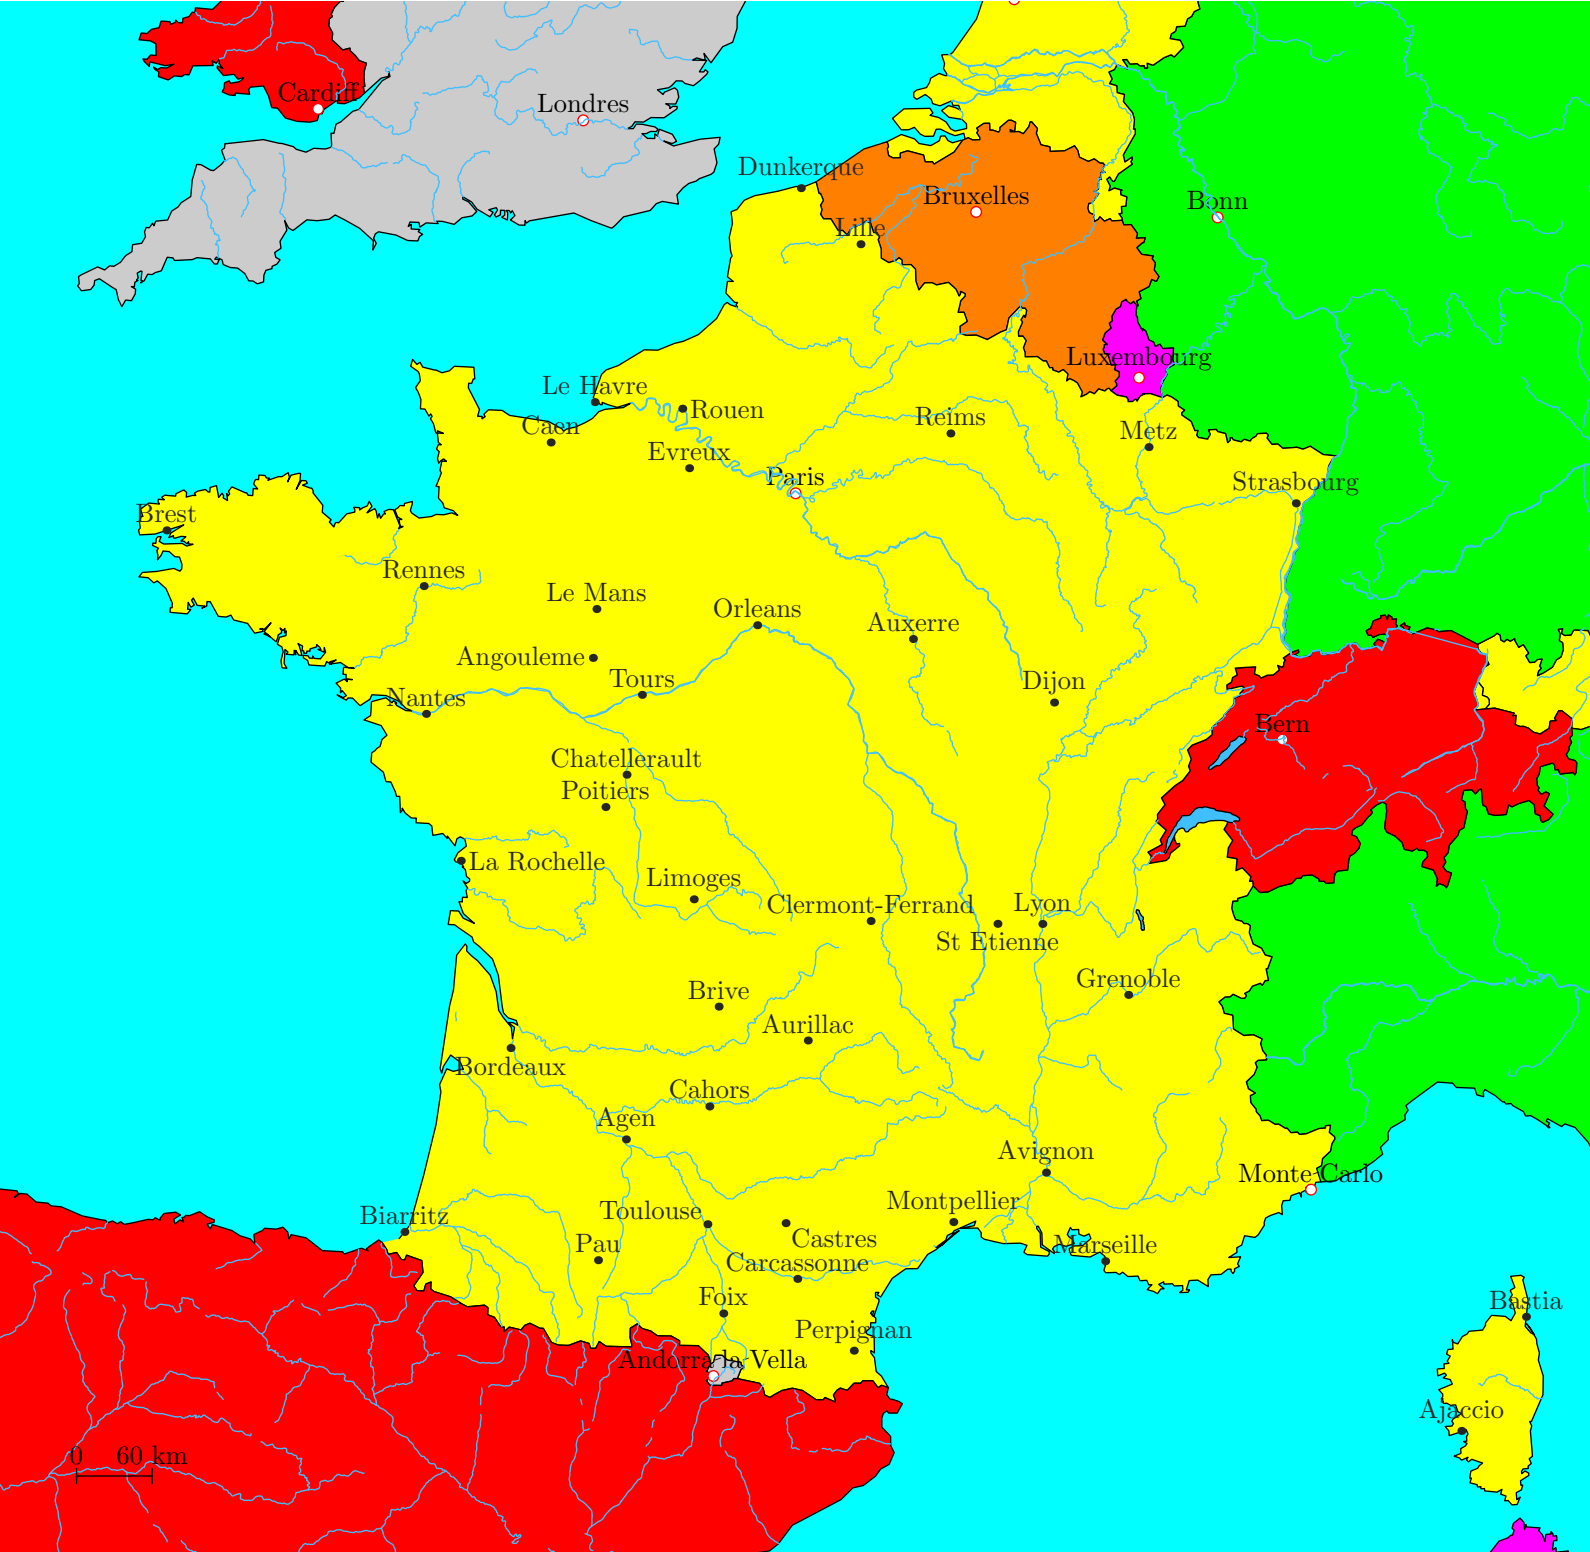 Cardiff
Londres
Dunkerque
Bruxelles
Bonn
Lille
Luxembourg
Le Havre
Rouen
Caen
Reims
Metz
Evreux
Paris
Strasbourg
Brest
Rennes
Le Mans
Orleans
Auxerre
Angouleme
Tours
Dijon
Nantes
Bern
Chatellerault
Poitiers
La Rochelle
Limoges
Clermont-Ferrand
Lyon
St Etienne
Grenoble
Brive
Aurillac
Bordeaux
Cahors
Agen
Avignon
Monte Carlo
Montpellier
Biarritz
Toulouse
Castres
Pau
Marseille
Carcassonne
Foix
Bastia
Perpignan
Andorra la Vella
Ajaccio
0 60 km